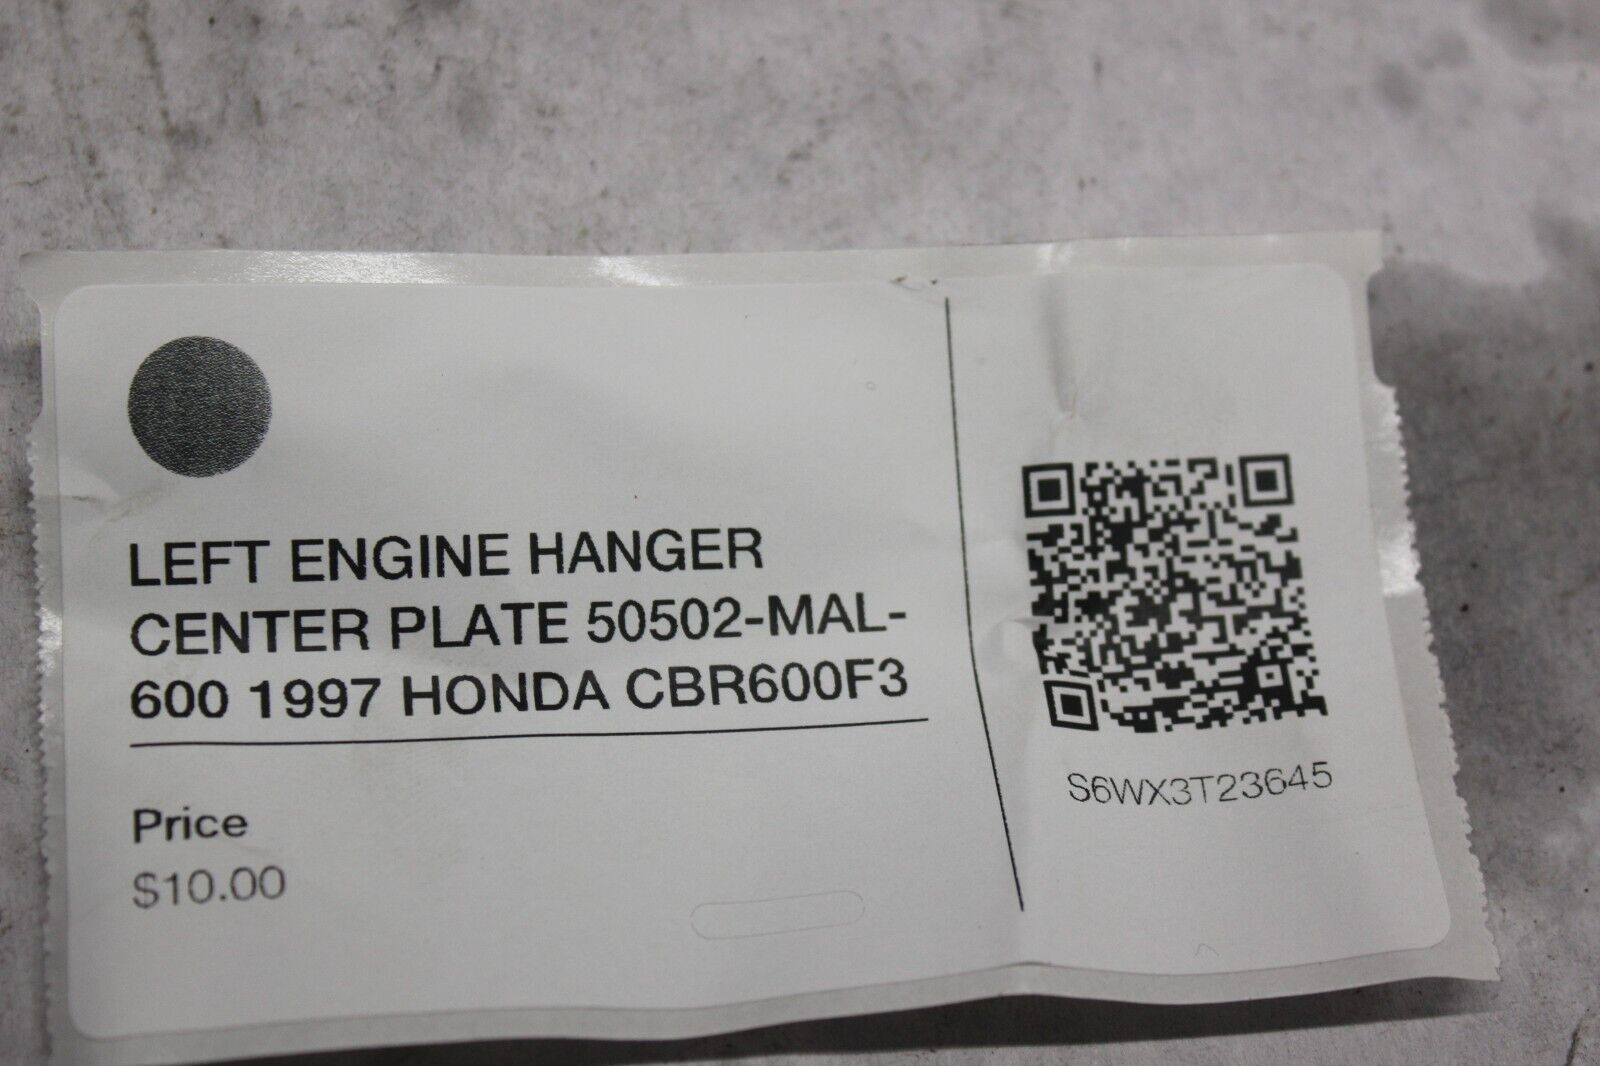 LEFT ENGINE HANGER
CENTER PLATE 50502-MAL-
600 1997 HONDA CBR600F3
Price
$10.00
S6WX3T23645